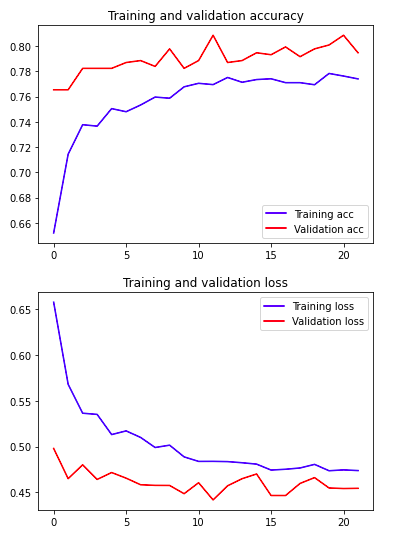 Training and validation accuracy
0.80
0.78
0.76
0.74
0.72
0.70
0.68
0.66
Training acc
Validation acc
0 5 10 15 20
Training and validation loss
0.65
0.60
0.55
0.50
0.45
Training loss
Validation loss
0 5 10 15 20